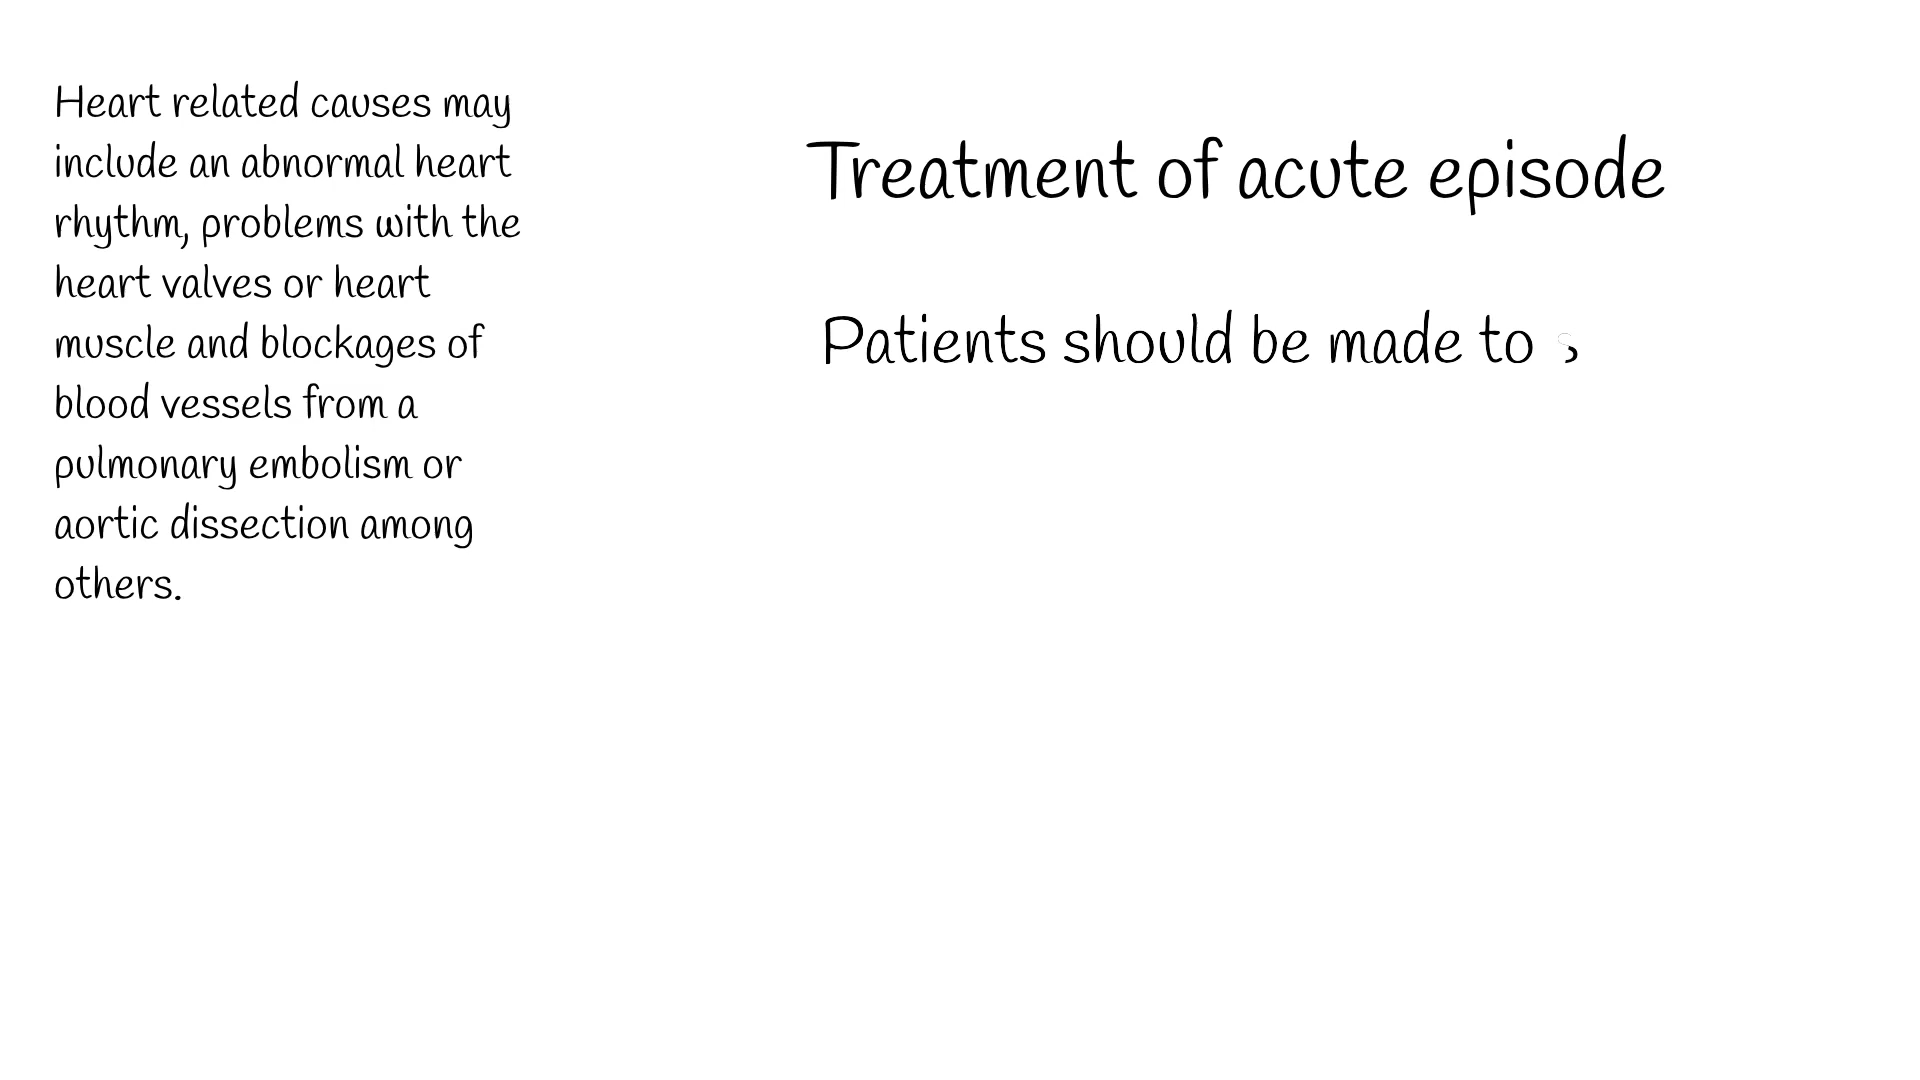 Heart related causes may
include an abnormal heart
rhythm, problems with the
heart valves or heart
muscle and blockages of
blood vessels from a
pulmonary embolism or
aortic dissection among
others.
Treatment of acute episode
Patients should be made to